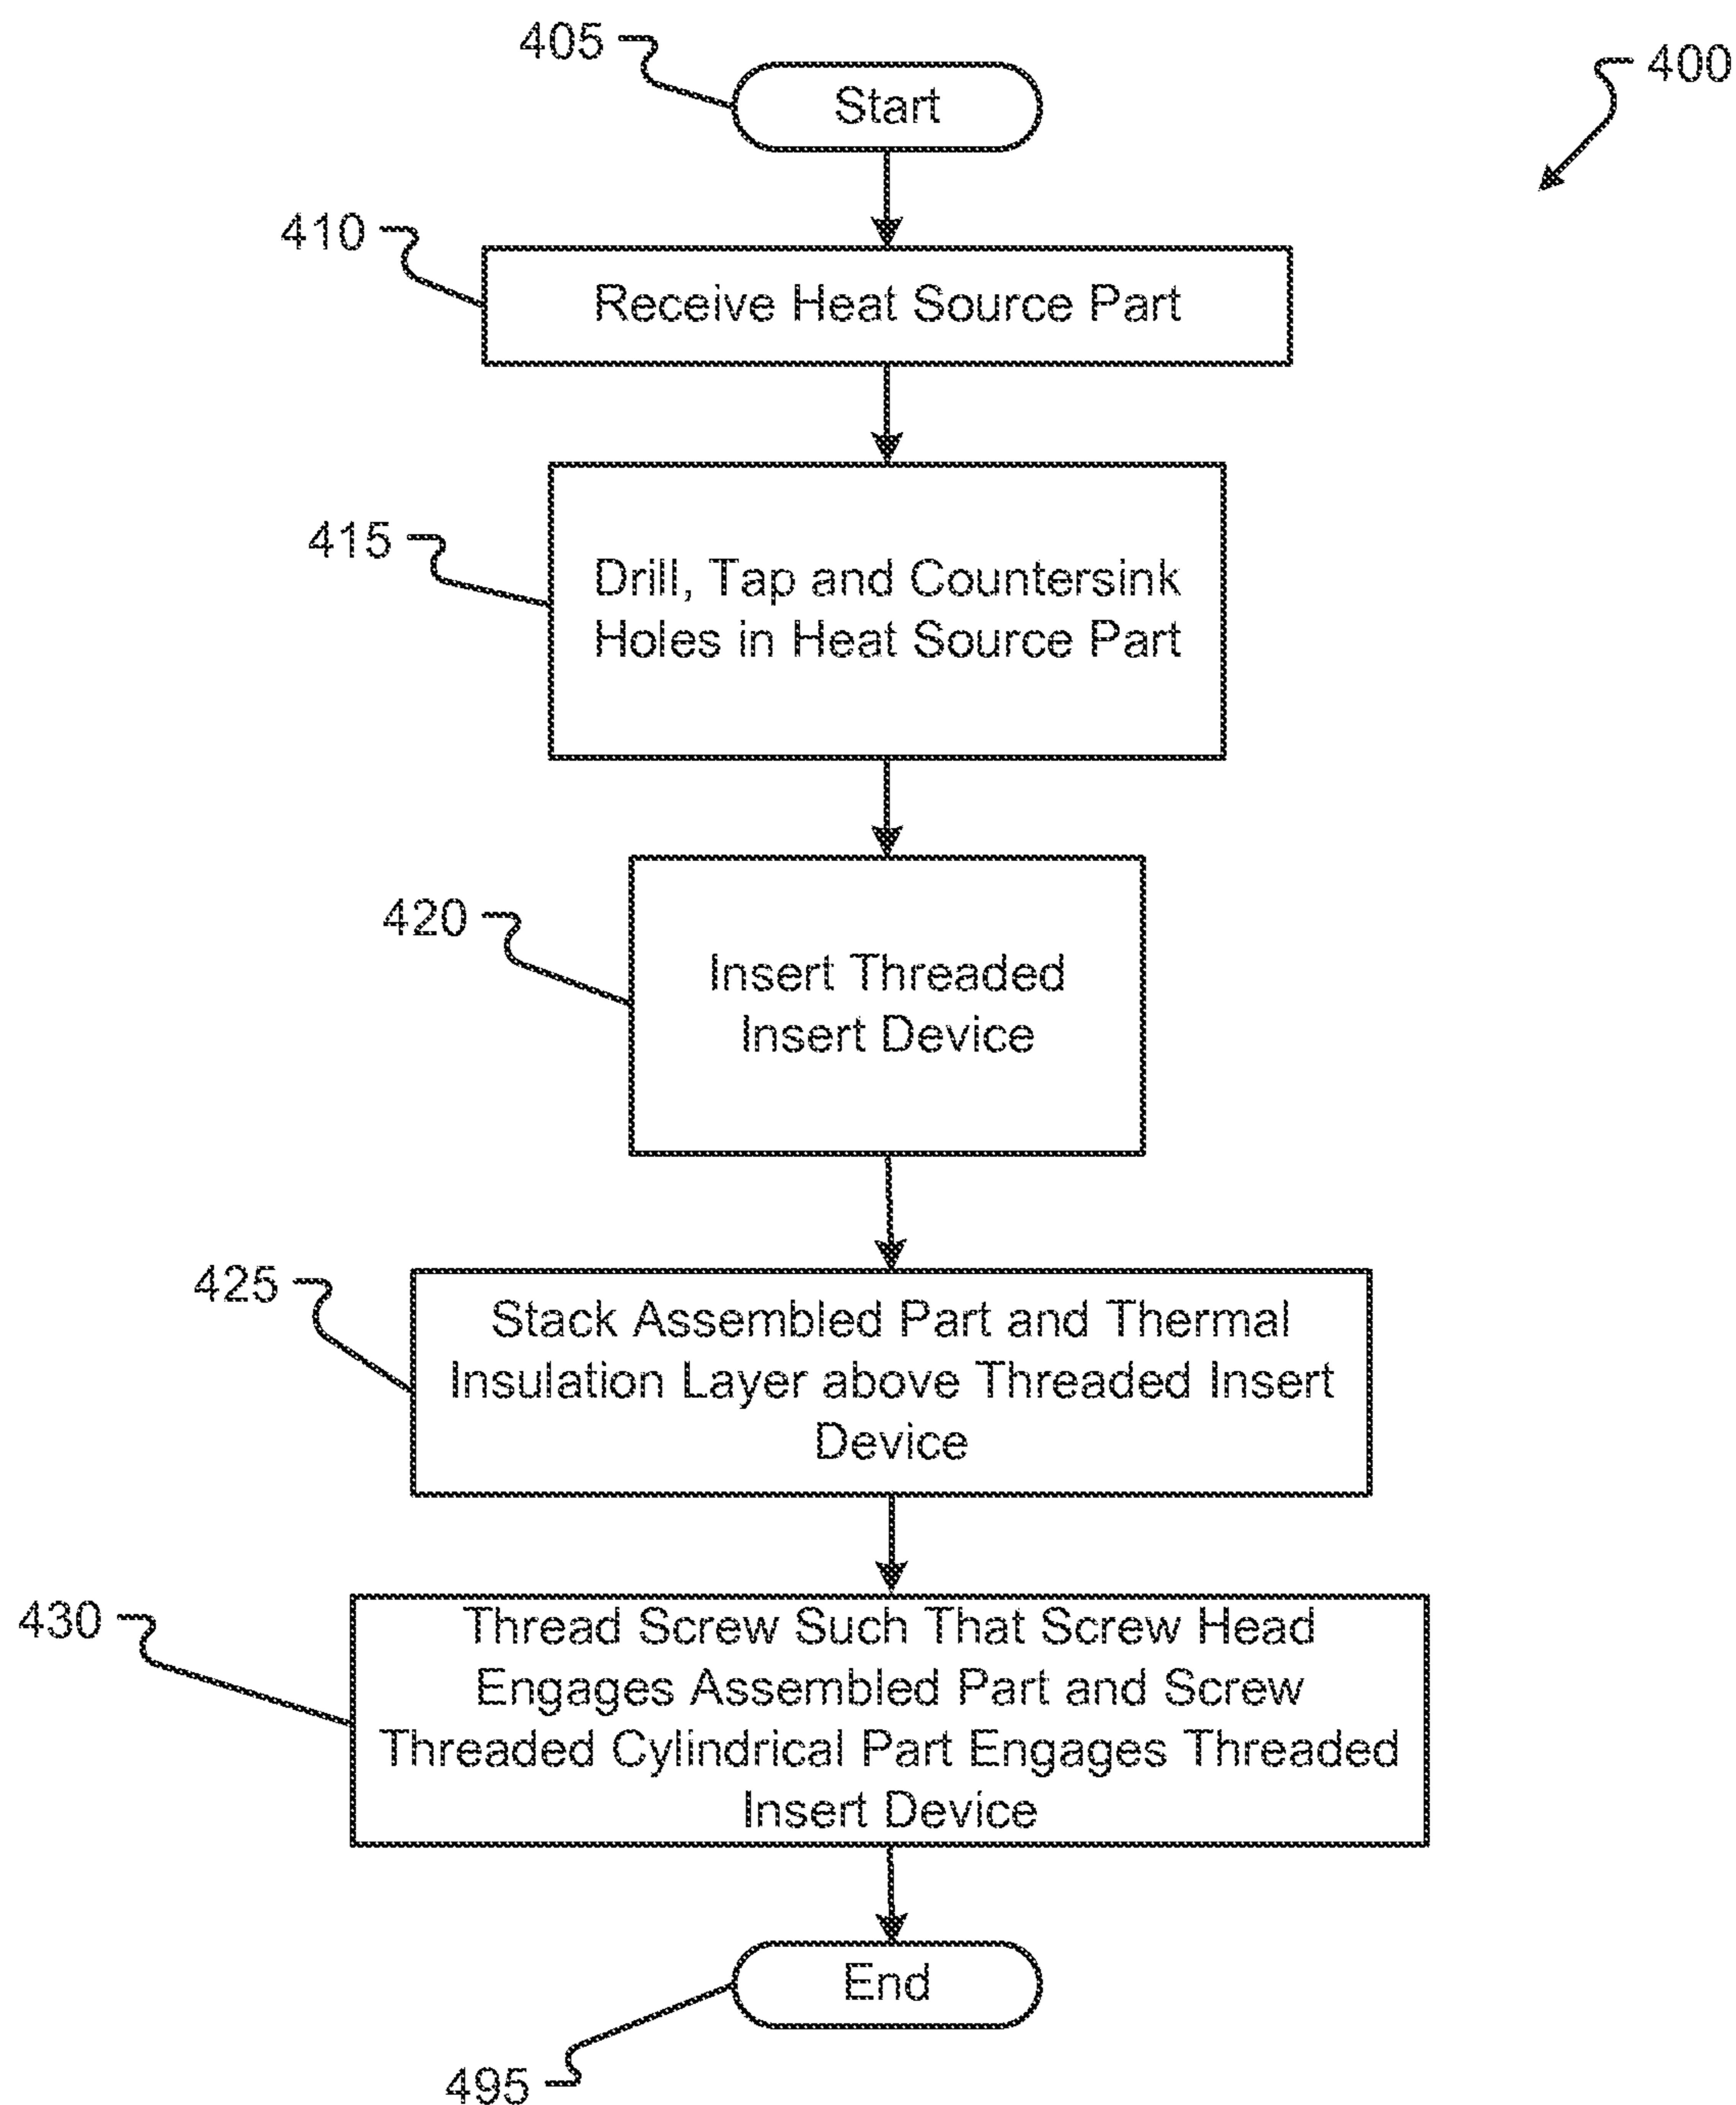 405
Start
400
410
Receive Heat Source Part
415
Drill, Tap and Countersink
Holes in Heat Source Part
420
Insert Threaded
Insert Device
425
Stack Assembled Part and Thermal
Insulation Layer above Threaded Insert
Device
430
Thread Screw Such That Screw Head
Engages Assembled Part and Screw
Threaded Cylindrical Part Engages Threaded
Insert Device
End
495